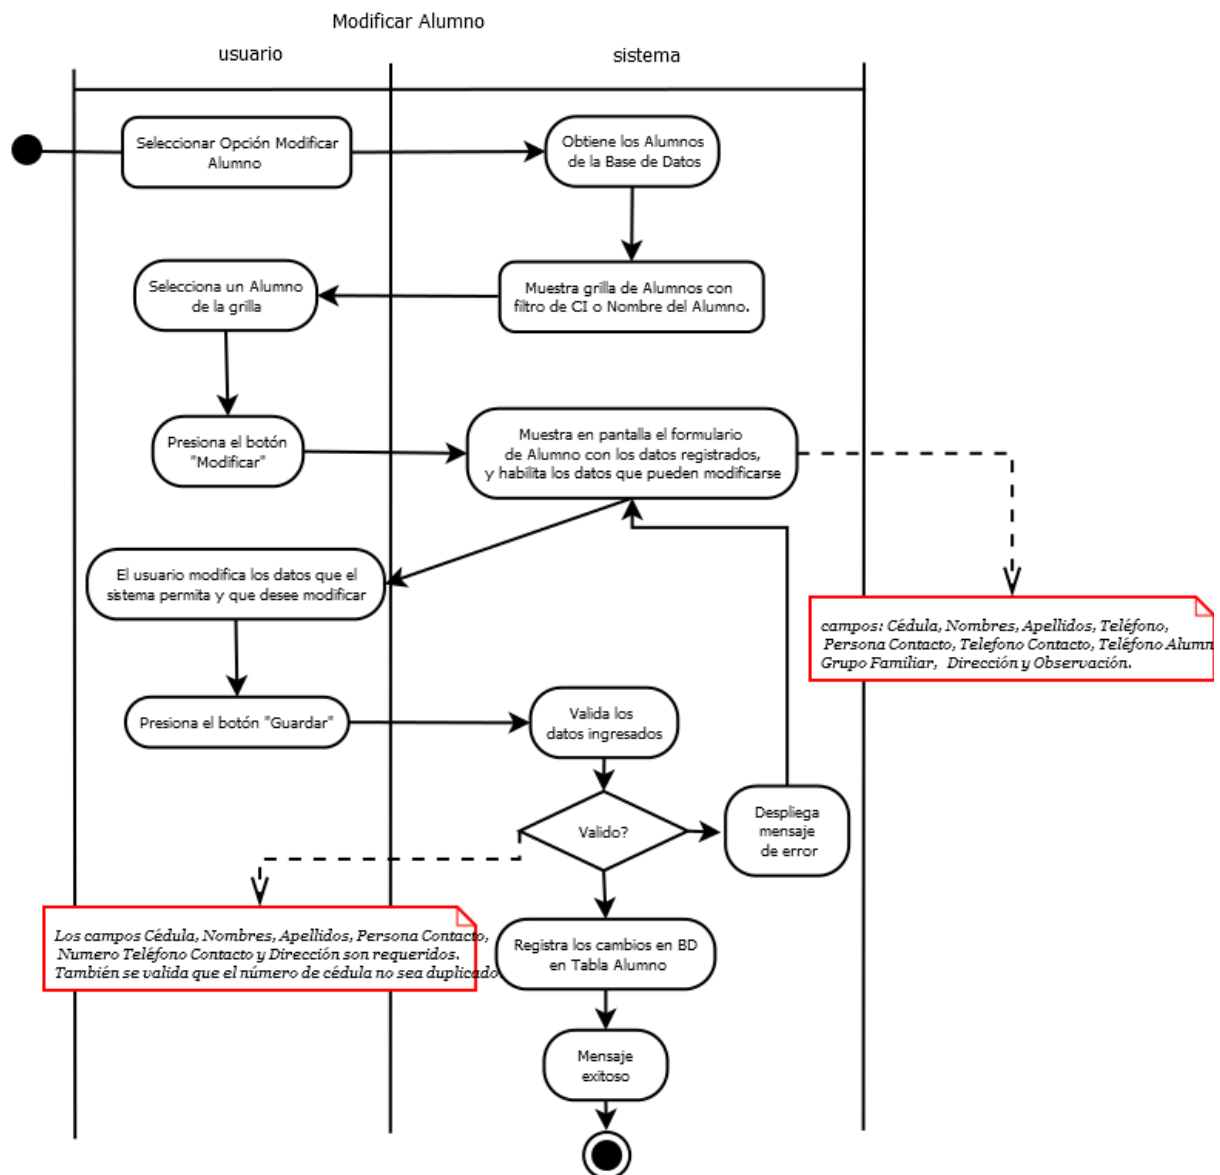 Modificar Alumno
usuario
sistema
Seleccionar Opción Modificar
Alumno
Obtiene los Alumnos
de la Base de Datos
Selecciona un Alumno
de la grilla
Muestra grilla de Alumnos con
filtro de CI o Nombre del Alumno.
Presiona el botón
"Modificar"
Muestra en pantalla el formulario
de Alumno con los datos registrados,
y habilita los datos que pueden modificarse
El usuario modifica los datos que el
sistema permita y que desee modificar
campos: Cédula, Nombres, Apellidos, Teléfono,
Persona Contacto, Telefono Contacto, Teléfono Alumn
Grupo Familiar, Dirección y Observación.
Presiona el botón "Guardar"
Valida los
datos ingresados
Valido?
Despliega
mensaje
de error
Los campos Cédula, Nombres, Apellidos, Persona Contacto,
Numero Teléfono Contacto y Dirección son requeridos.
También se valida que el número de cédula no sea duplicado
Registra los cambios en BD
en Tabla Alumno
Mensaje
exitoso